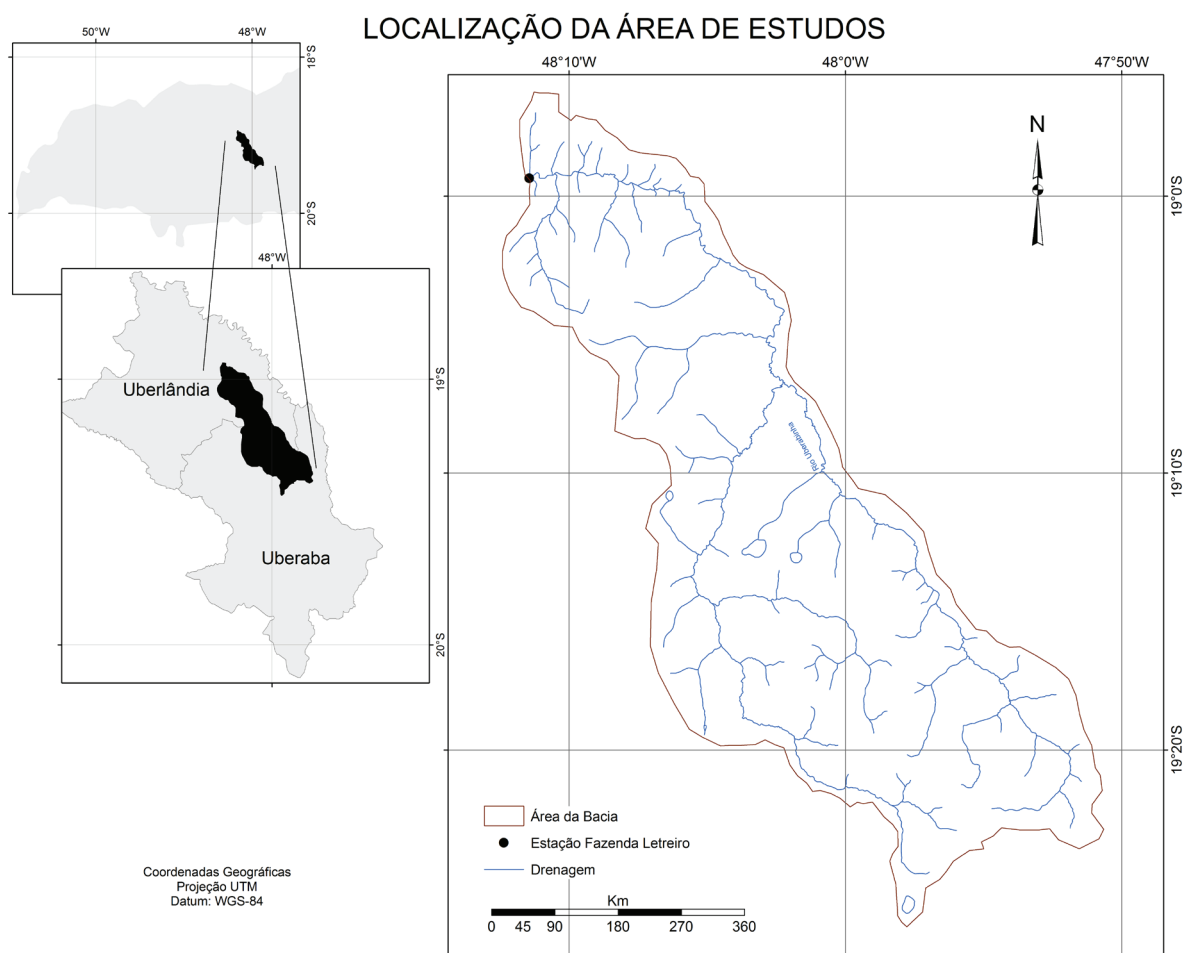 LOCALIZAÇÃO DA ÁREA DE ESTUDOS
50°W
48°W
18°S
20°S
48°W
19°S
20°S
Uberlândia
Uberaba
48°10'W
48°0'W
47°50'W
N
19°0'S
19°10'S
19°20'S
Rio Uberabinha
Área da Bacia
Estação Fazenda Letreiro
Drenagem
Km
0 45 90 180 270 360
Coordenadas Geográficas
Projeção UTM
Datum: WGS-84